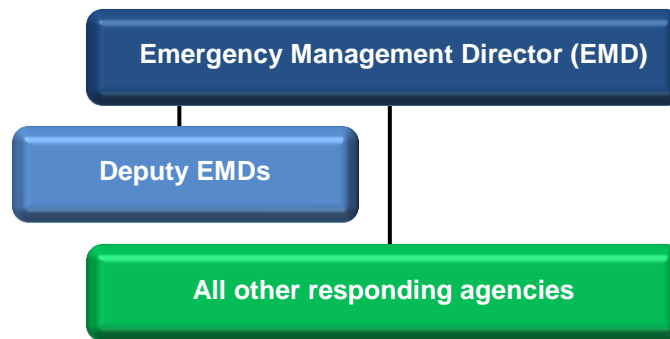 Emergency Management Director (EMD)
Deputy EMDs
All other responding agencies